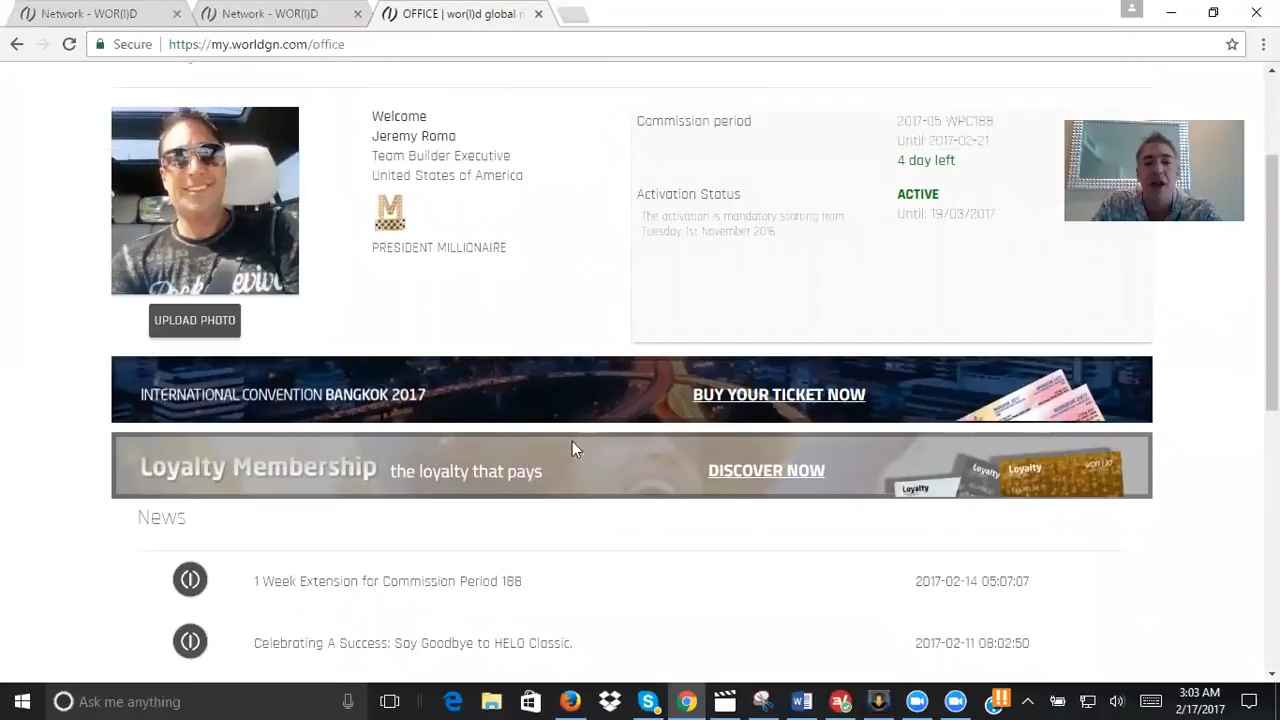 Network - WOR(I)D
Network - WOR(I)D
OFFICE | wor(l)d global n
Secure
https://my.worldgn.com/office
Welcome
Jeremy Roma
Team Builder Executive
United States of America
M
PRESIDENT MILLIONAIRE
UPLOAD PHOTO
Commission period
2017-05 WPC188
Until: 2017-02-21
4 day left
Activation Status
ACTIVE
The activation is mandatory starting from
Tuesday 1st November 2016
Until: 19/03/2017
INTERNATIONAL CONVENTION BANGKOK 2017
BUY YOUR TICKET NOW
Loyalty Membership the loyalty that pays
DISCOVER NOW
Loyalty
Loyalty
Loyalty
wor(l)d
News
1 Week Extension for Commission Period 188
2017-02-14 05:07:07
Celebrating A Success: Say Goodbye to HELO Classic.
2017-02-11 08:02:50
Ask me anything
3:03 AM
2/17/2017